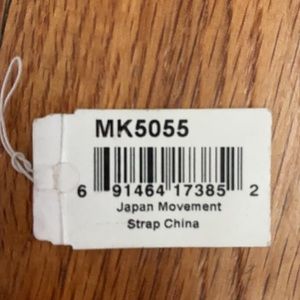 MK5055
6 91464 17385 2
Japan Movement
Strap China